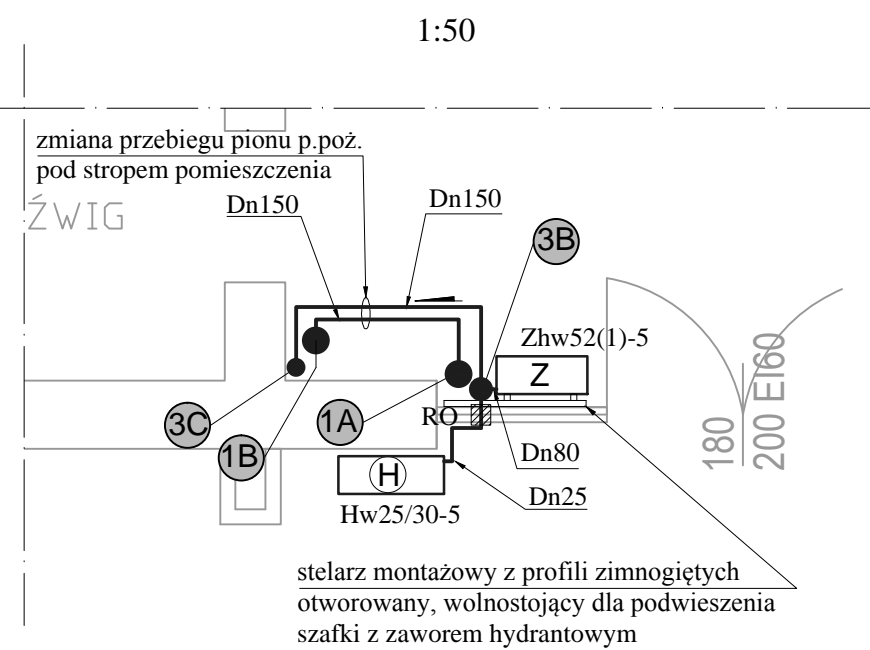 1:50
zmiana przebiegu pionu p.poż.
pod stropem pomieszczenia
ŹWIG
Dn150
Dn150
3B
Zhw52(1)-5
Z
3C
1B
1A
RO
H
Hw25/30-5
Dn80
Dn25
180
200 EI60
stelarz montażowy z profili zimnogiętych
otworowany, wolnostojący dla podwieszenia
szafki z zaworem hydrantowym